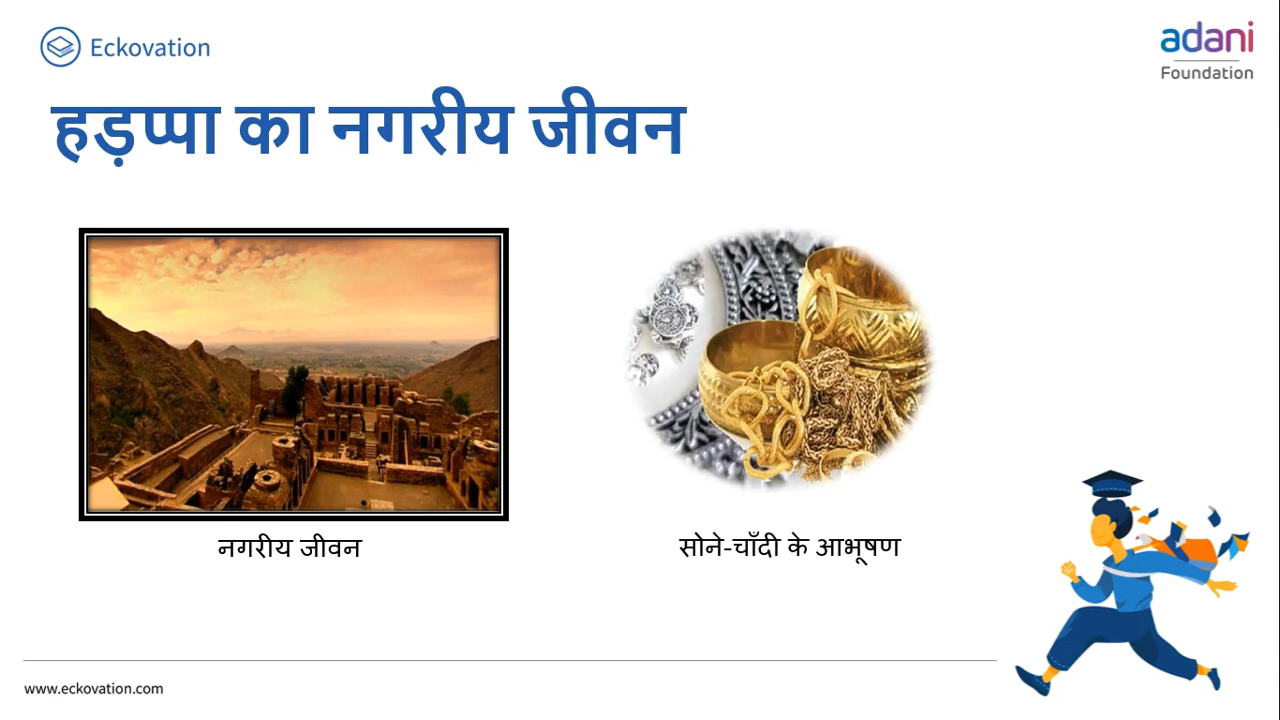 Eckovation
adani
Foundation
हड़प्पा का नगरीय जीवन
नगरीय जीवन
सोने-चाँदी के आभूषण
www.eckovation.com